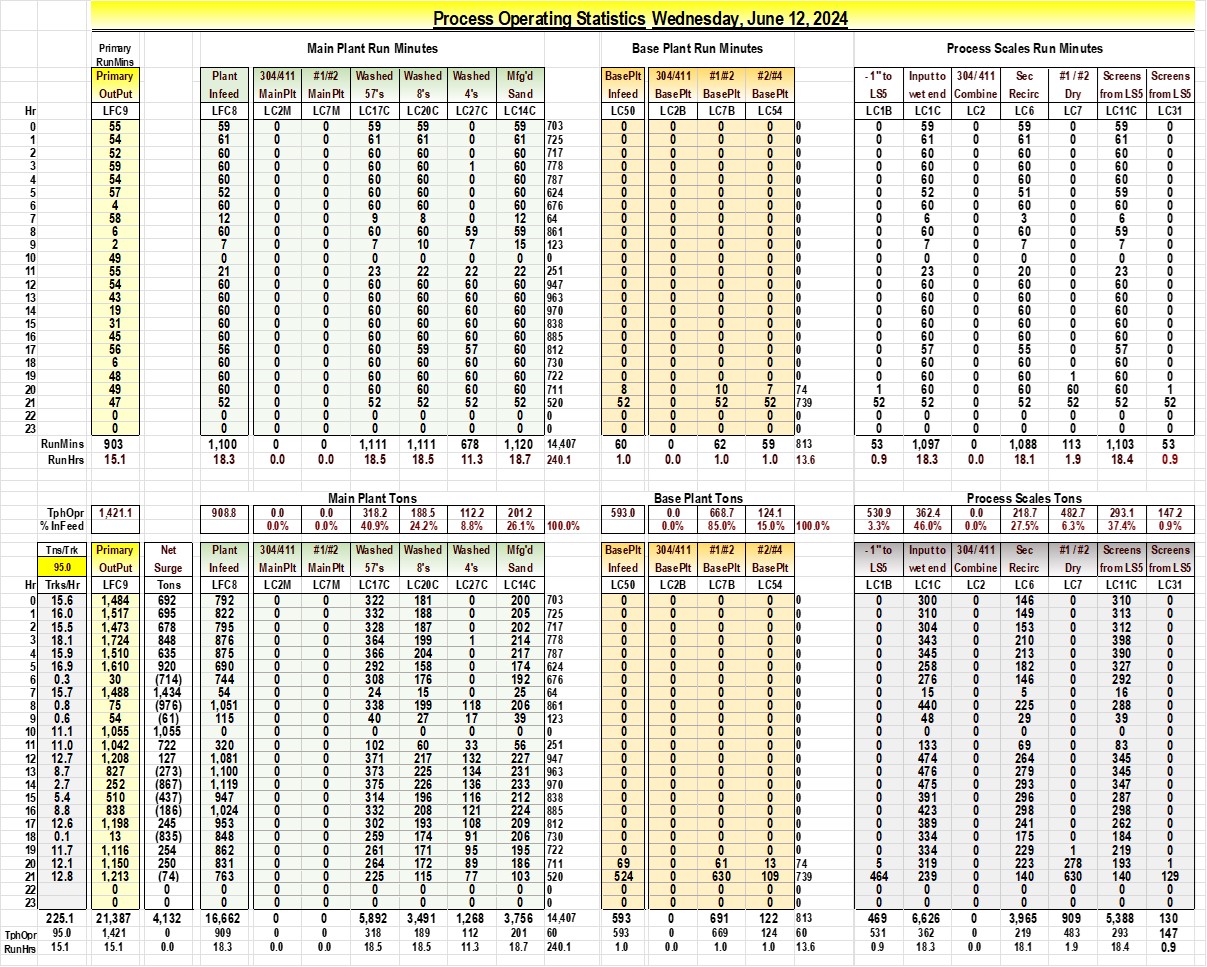 Process Operating Statistics Wednesday, June 12, 2024
Primary Main Plant Run Minutes Base Plant Run Minutes Process Scales Run Minutes
RunMins
Primary Plant 304/411 #1/#2 Washed Washed Washed Mfg'd BasePlt 304/411 #1/#2 #2/#4 - 1" to Input to 304/ 411 Sec #1 / #2 Screens Screens
OutPut Infeed MainPlt MainPlt 57's 8's 4's Sand Infeed BasePlt BasePlt BasePlt LS5 wet end Combine Recirc Dry from LS5 from LS5
Hr LFC9 LFC8 LC2M LC7M LC17C LC20C LC27C LC14C LC50 LC2B LC7B LC54 LC1B LC1C LC2 LC6 LC7 LC11C LC31
0 55 59 0 0 59 59 0 59 703 0 0 0 0 0 0 59 0 59 0 59 0
1 54 61 0 0 61 61 0 61 725 0 0 0 0 0 0 61 0 61 0 61 0
2 52 60 0 0 60 60 0 60 717 0 0 0 0 0 0 60 0 60 0 60 0
3 59 60 0 0 60 60 1 60 778 0 0 0 0 0 0 60 0 60 0 60 0
4 54 60 0 0 60 60 0 60 787 0 0 0 0 0 0 60 0 60 0 60 0
5 57 52 0 0 60 60 0 60 624 0 0 0 0 0 0 52 0 51 0 59 0
6 4 60 0 0 60 60 0 60 676 0 0 0 0 0 0 60 0 60 0 60 0
7 58 12 0 0 9 8 0 12 64 0 0 0 0 0 0 6 0 3 0 6 0
8 6 60 0 0 60 60 59 59 861 0 0 0 0 0 0 60 0 60 0 59 0
9 2 7 0 0 7 10 7 15 123 0 0 0 0 0 0 7 0 7 0 7 0
10 49 0 0 0 0 0 0 0 0 0 0 0 0 0 0 0 0 0 0 0 0
11 55 21 0 0 23 22 22 22 251 0 0 0 0 0 0 23 0 20 0 23 0
12 54 60 0 0 60 60 60 60 947 0 0 0 0 0 0 60 0 60 0 60 0
13 43 60 0 0 60 60 60 60 963 0 0 0 0 0 0 60 0 60 0 60 0
14 19 60 0 0 60 60 60 60 970 0 0 0 0 0 0 60 0 60 0 60 0
15 31 60 0 0 60 60 60 60 838 0 0 0 0 0 0 60 0 60 0 60 0
16 45 60 0 0 60 60 60 60 885 0 0 0 0 0 0 60 0 60 0 60 0
17 56 56 0 0 60 59 57 60 812 0 0 0 0 0 0 57 0 55 0 57 0
18 6 60 0 0 60 60 60 60 730 0 0 0 0 0 0 60 0 60 0 60 0
19 48 60 0 0 60 60 60 60 722 0 0 0 0 0 0 60 0 60 1 60 0
20 49 60 0 0 60 60 60 60 711 8 0 10 7 74 1 60 0 60 60 60 1
21 47 52 0 0 52 52 52 52 520 52 0 52 52 739 52 52 0 52 52 52 52
22 0 0 0 0 0 0 0 0 0 0 0 0 0 0 0 0 0 0 0 0 0
23 0 0 0 0 0 0 0 0 0 0 0 0 0 0 0 0 0 0 0 0 0
RunMins 903 1,100 0 0 1,111 1,111 678 1,120 14,407 60 0 62 59 813 53 1,097 0 1,088 113 1,103 53
RunHrs 15.1 18.3 0.0 0.0 18.5 18.5 11.3 18.7 240.1 1.0 0.0 1.0 1.0 13.6 0.9 18.3 0.0 18.1 1.9 18.4 0.9
Main Plant Tons Base Plant Tons Process Scales Tons
TphOpr 1,421.1 908.8 0.0 0.0 318.2 188.5 112.2 201.2 593.0 0.0 668.7 124.1 530.9 362.4 0.0 218.7 482.7 293.1 147.2
% InFeed 0.0% 0.0% 40.9% 24.2% 8.8% 26.1% 100.0% 0.0% 85.0% 15.0% 100.0% 3.3% 46.0% 0.0% 27.5% 6.3% 37.4% 0.9%
Tns/Trk Primary Net Plant 304/411 #1/#2 Washed Washed Washed Mfg'd BasePlt 304/411 #1/#2 #2/#4 - 1" to Input to 304/ 411 Sec #1 / #2 Screens Screens
95.0 OutPut Surge Infeed MainPlt MainPlt 57's 8's 4's Sand Infeed BasePlt BasePlt BasePlt LS5 wet end Combine Recirc Dry from LS5 from LS5
Hr Trks/Hr LFC9 Tons LFC8 LC2M LC7M LC17C LC20C LC27C LC14C LC50 LC2B LC7B LC54 LC1B LC1C LC2 LC6 LC7 LC11C LC31
0 15.6 1,484 692 792 0 0 322 181 0 200 703 0 0 0 0 0 0 300 0 146 0 310 0
1 16.0 1,517 695 822 0 0 332 188 0 205 725 0 0 0 0 0 0 310 0 149 0 313 0
2 15.5 1,473 678 795 0 0 328 187 0 202 717 0 0 0 0 0 0 304 0 153 0 312 0
3 18.1 1,724 848 876 0 0 364 199 1 214 778 0 0 0 0 0 0 343 0 210 0 398 0
4 15.9 1,510 635 875 0 0 366 204 0 217 787 0 0 0 0 0 0 345 0 213 0 390 0
5 16.9 1,610 920 690 0 0 292 158 0 174 624 0 0 0 0 0 0 258 0 182 0 327 0
6 0.3 30 (714) 744 0 0 308 176 0 192 676 0 0 0 0 0 0 276 0 146 0 292 0
7 15.7 1,488 1,434 54 0 0 24 15 0 25 64 0 0 0 0 0 0 15 0 5 0 16 0
8 0.8 75 (976) 1,051 0 0 338 199 118 206 861 0 0 0 0 0 0 440 0 225 0 288 0
9 0.6 54 (61) 115 0 0 40 27 17 39 123 0 0 0 0 0 0 48 0 29 0 39 0
10 11.1 1,055 1,055 0 0 0 0 0 0 0 0 0 0 0 0 0 0 0 0 0 0 0 0
11 11.0 1,042 722 320 0 0 102 60 33 56 251 0 0 0 0 0 0 133 0 69 0 83 0
12 12.7 1,208 127 1,081 0 0 371 217 132 227 947 0 0 0 0 0 0 474 0 264 0 345 0
13 8.7 827 (273) 1,100 0 0 373 225 134 231 963 0 0 0 0 0 0 476 0 279 0 345 0
14 2.7 252 (867) 1,119 0 0 375 226 136 233 970 0 0 0 0 0 0 475 0 293 0 347 0
15 5.4 510 (437) 947 0 0 314 196 116 212 838 0 0 0 0 0 0 391 0 296 0 287 0
16 8.8 838 (186) 1,024 0 0 332 208 121 224 885 0 0 0 0 0 0 423 0 298 0 298 0
17 12.6 1,198 245 953 0 0 302 193 108 209 812 0 0 0 0 0 0 389 0 241 0 262 0
18 0.1 13 (835) 848 0 0 259 174 91 206 730 0 0 0 0 0 0 334 0 175 0 184 0
19 11.7 1,116 254 862 0 0 261 171 95 195 722 0 0 0 0 0 0 334 0 229 1 219 0
20 12.1 1,150 250 831 0 0 264 172 89 186 711 69 0 61 13 74 5 319 0 223 278 193 1
21 12.8 1,213 (74) 763 0 0 225 115 77 103 520 524 0 630 109 739 464 239 0 140 630 140 129
22 0 0 0 0 0 0 0 0 0 0 0 0 0 0 0 0 0 0 0 0 0 0
23 0 0 0 0 0 0 0 0 0 0 0 0 0 0 0 0 0 0 0 0 0 0
225.1 21,387 4,132 16,662 0 0 5,892 3,491 1,268 3,756 14,407 593 0 691 122 813 469 6,626 0 3,965 909 5,388 130
TphOpr 95.0 1,421 0 909 0 0 318 189 112 201 60 593 0 669 124 60 531 362 0 219 483 293 147
RunHrs 15.1 15.1 0.0 18.3 0.0 0.0 18.5 18.5 11.3 18.7 240.1 1.0 0.0 1.0 1.0 13.6 0.9 18.3 0.0 18.1 1.9 18.4 0.9